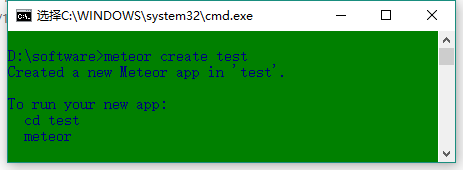 选择C:\WINDOWS\system32\cmd.exe
D:\software>meteor create test
Created a new Meteor app in 'test'.
To run your new app:
cd test
meteor